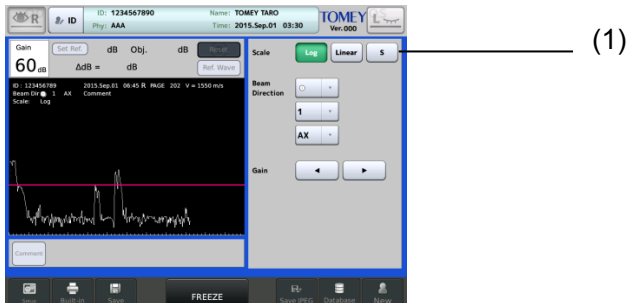 R ID ID: 1234567890 Name: TOMEY TARO TOMEY L
Phy: AAA Time: 2015.Sep.01 03:30 Ver.000
Gain Set Ref. dB Obj. dB Reset Scale Log Linear S (1)
60 dB ΔdB = dB Ref. Wave
ID : 123456789 2015.Sep.01 06:45 R PAGE 202 V = 1550 m/s
Beam Dir 1 AX Comment
Scale: Log
Beam Direction
1
AX
Gain
Comment
Built-in Save FREEZE Save JPEG Database New